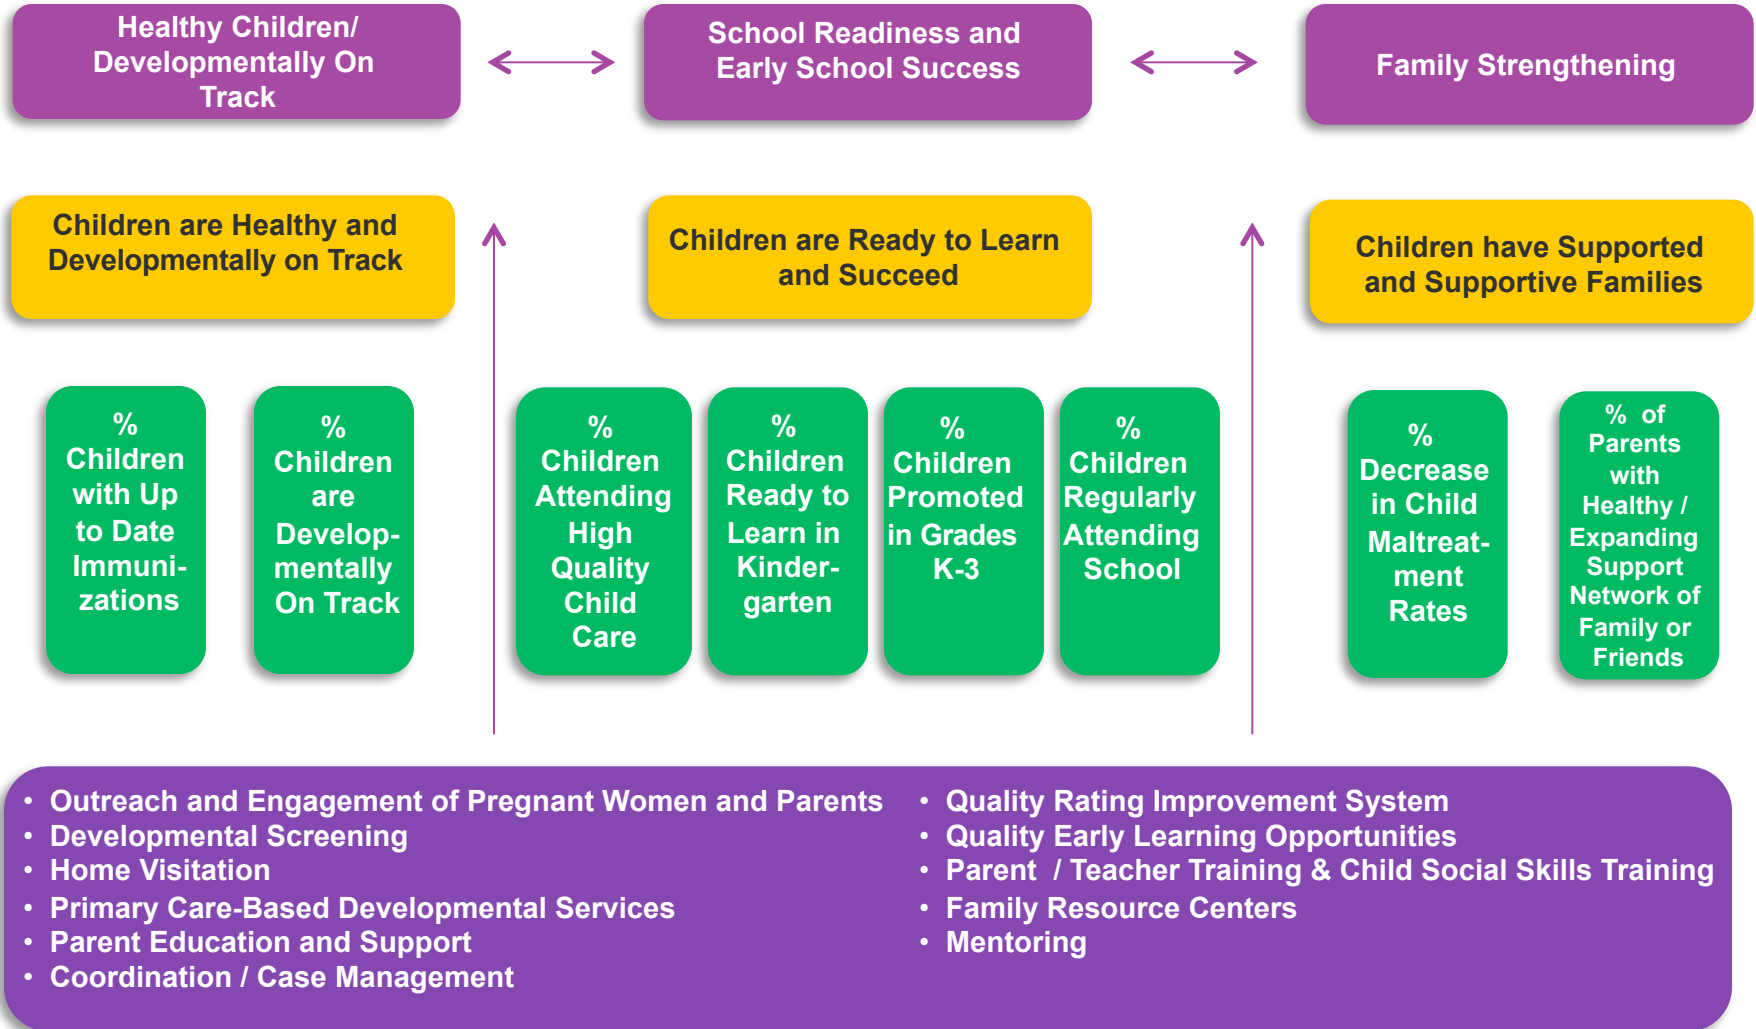 Healthy Children/
Developmentally On
Track
School Readiness and
Early School Success
Family Strengthening
Children are Healthy and
Developmentally on Track
Children are Ready to Learn
and Succeed
Children have Supported
and Supportive Families
%
Children
with Up
to Date
Immuni-
zations
%
Children
are
Develop-
mentally
On Track
%
Children
Attending
High
Quality
Child
Care
%
Children
Ready to
Learn in
Kinder-
garten
%
Children
Promoted
in Grades
K-3
%
Children
Regularly
Attending
School
%
Decrease
in Child
Maltreat-
ment
Rates
% of
Parents
with
Healthy /
Expanding
Support
Network of
Family or
Friends
• Outreach and Engagement of Pregnant Women and Parents
• Developmental Screening
• Home Visitation
• Primary Care-Based Developmental Services
• Parent Education and Support
• Coordination / Case Management
• Quality Rating Improvement System
• Quality Early Learning Opportunities
• Parent / Teacher Training & Child Social Skills Training
• Family Resource Centers
• Mentoring